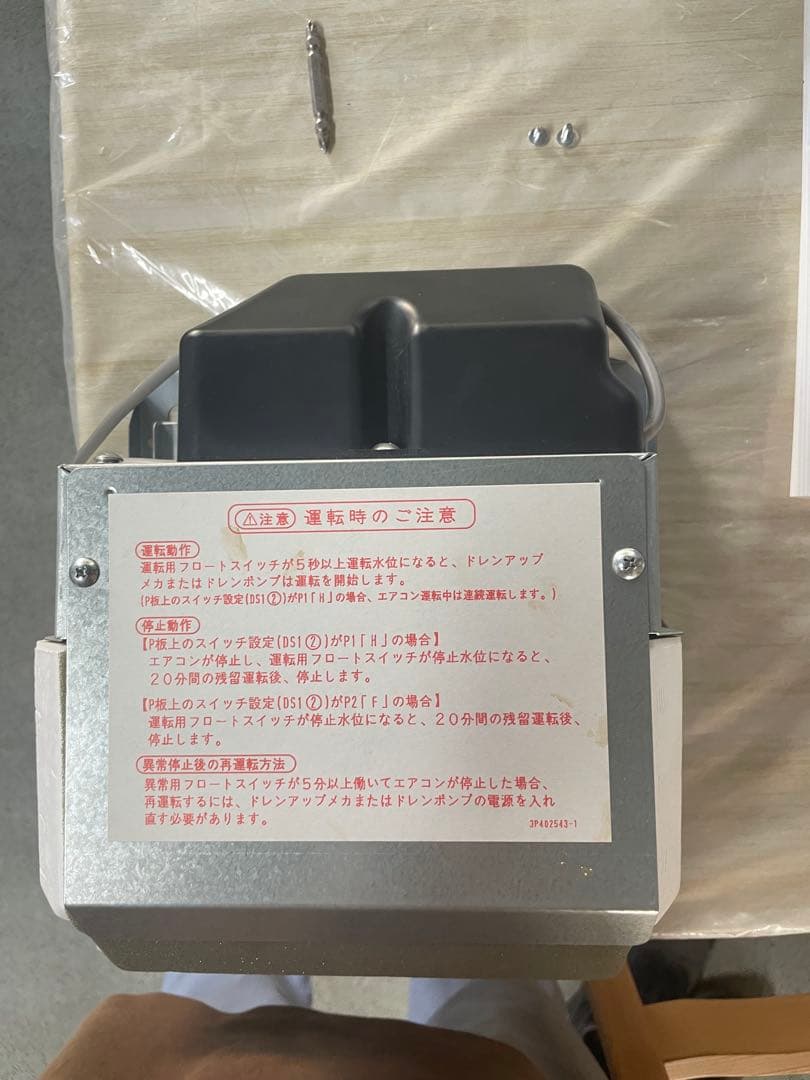 ⚠注意 運転時のご注意
運転動作
運転用フロートスイッチが5秒以上運転水位になると、ドレンアップ
メカまたはドレンポンプは運転を開始します。
(P板上のスイッチ設定(DS1②)がP1「H」の場合、エアコン運転中は連続運転します。)
停止動作
【P板上のスイッチ設定(DS1②)がP1「H」の場合】
エアコンが停止し、運転用フロートスイッチが停止水位になると、
20分間の残留運転後、停止します。
【P板上のスイッチ設定(DS1②)がP2「F」の場合】
運転用フロートスイッチが停止水位になると、20分間の残留運転後、
停止します。
異常停止後の再運転方法
異常用フロートスイッチが5分以上働いてエアコンが停止した場合、
再運転するには、ドレンアップメカまたはドレンポンプの電源を入れ
直す必要があります。
3P402543-1